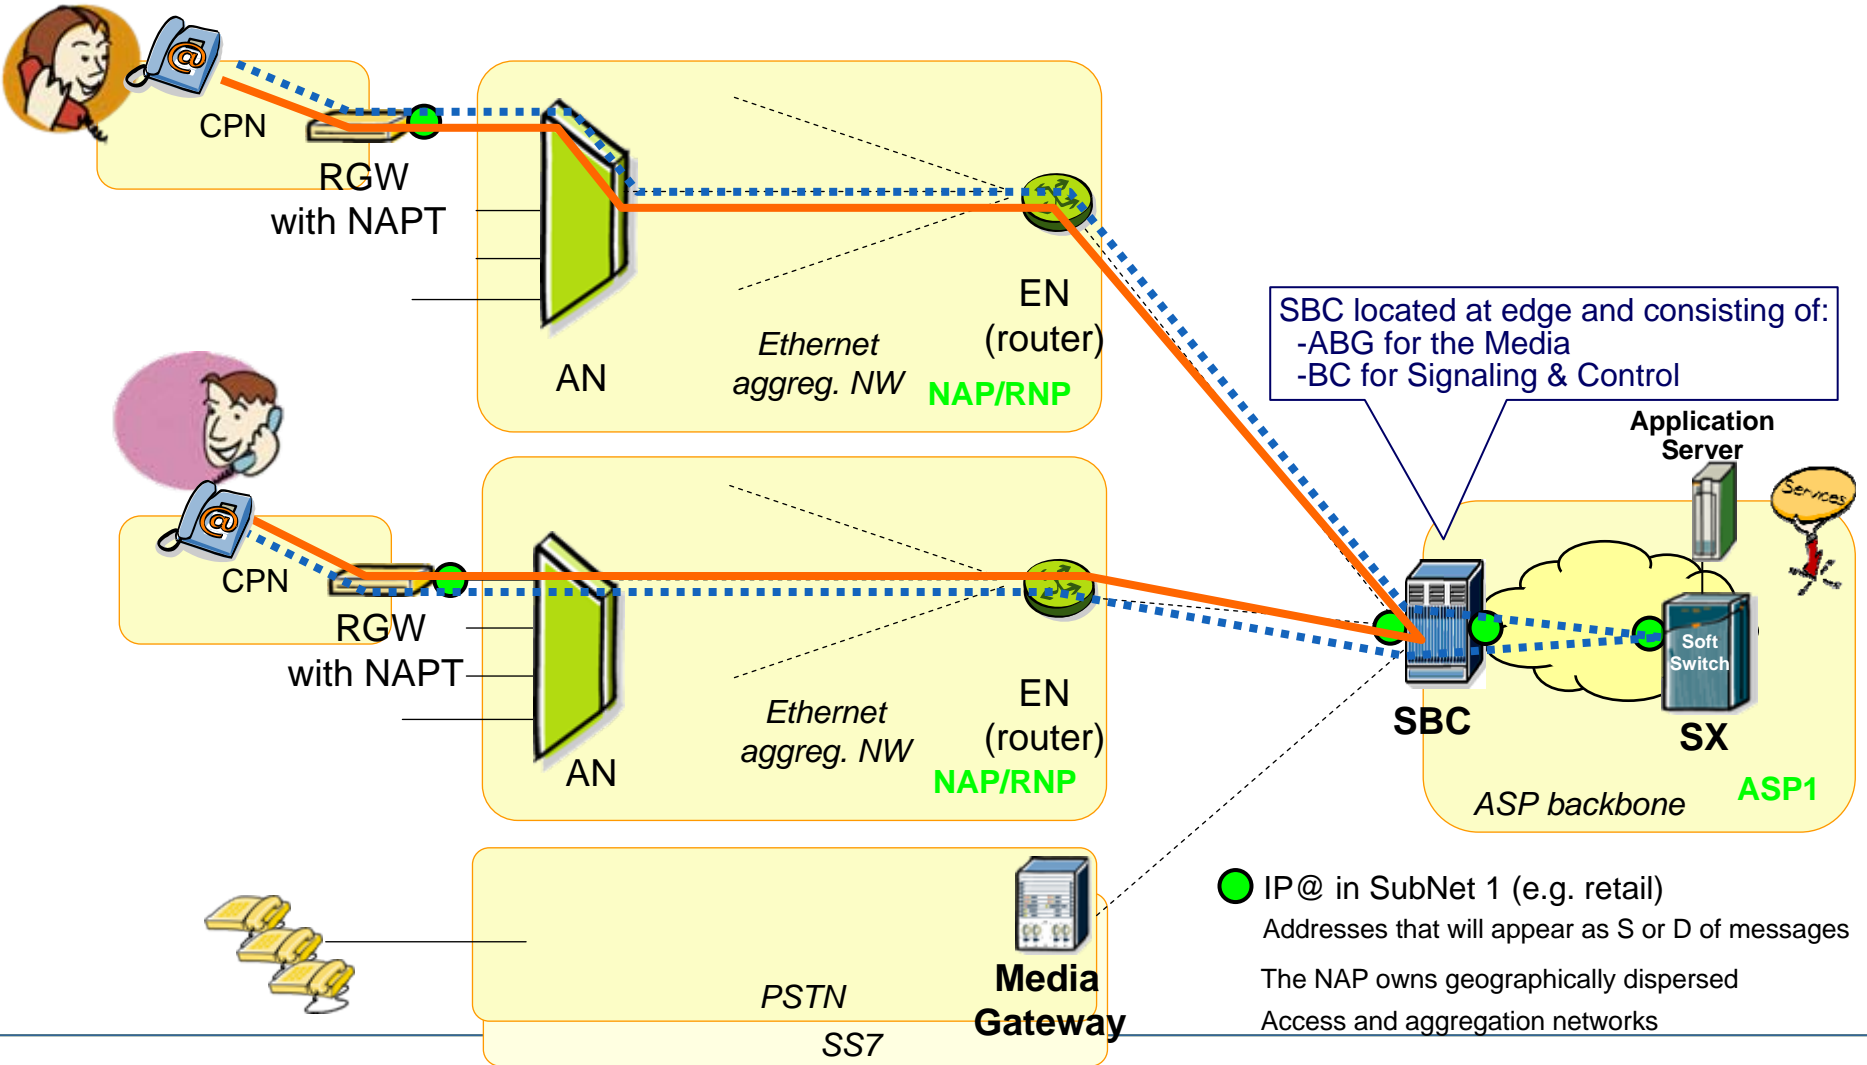 @
CPN
RGW
with NAPT
AN
Ethernet
aggreg. NW
EN
(router)
NAP/RNP
SBC located at edge and consisting of:
-ABG for the Media
-BC for Signaling & Control
Application
Server
Services
@
CPN
RGW
with NAPT
AN
Ethernet
aggreg. NW
EN
(router)
NAP/RNP
SBC
Soft
Switch
SX
ASP backbone
ASP1
Media
Gateway
PSTN
SS7
IP@ in SubNet 1 (e.g. retail)
Addresses that will appear as S or D of messages
The NAP owns geographically dispersed
Access and aggregation networks